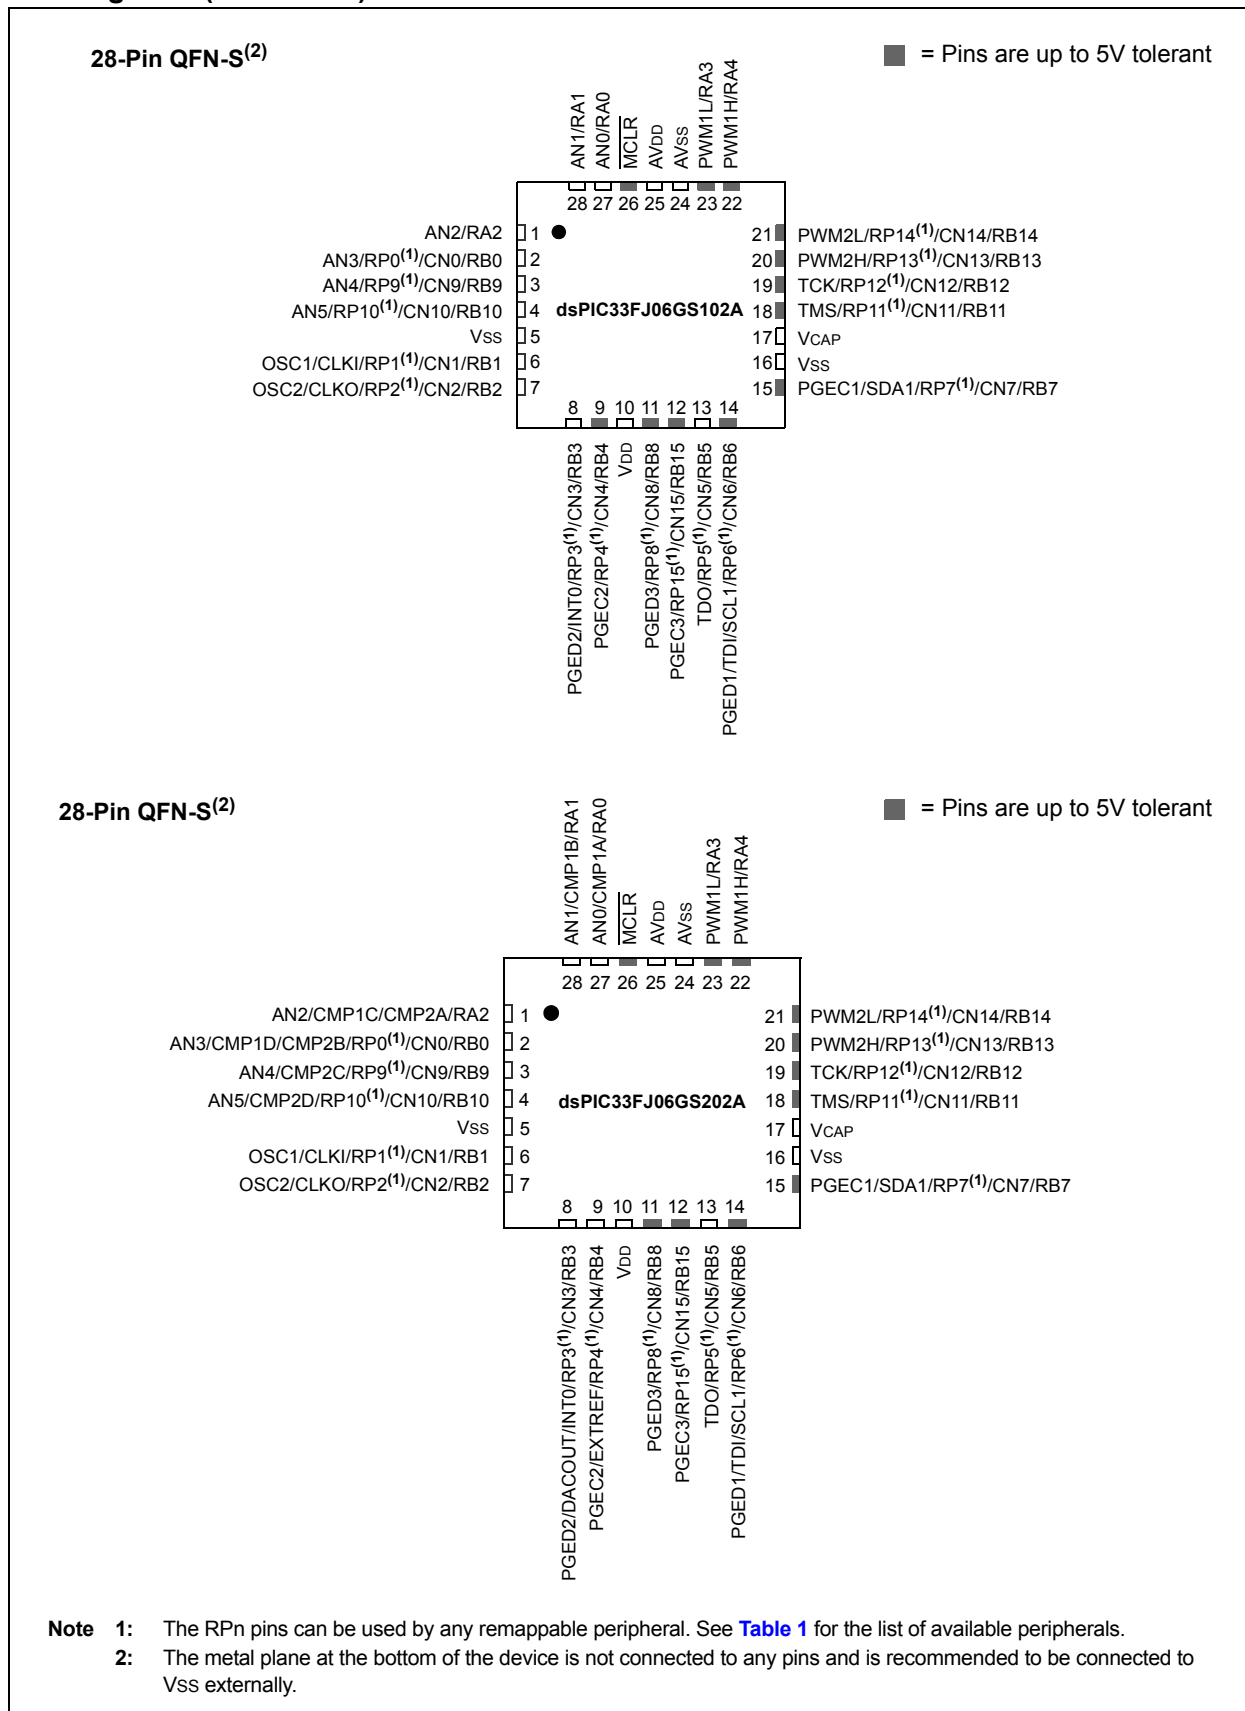 28-Pin QFN-S(2)
= Pins are up to 5V tolerant
AN1/RA1
AN0/RA0
MCLR
AVDD
AVSS
PWM1L/RA3
PWM1H/RA4
28 27 26 25 24 23 22
AN2/RA2 1
AN3/RP0(1)/CN0/RB0 2
AN4/RP9(1)/CN9/RB9 3
AN5/RP10(1)/CN10/RB10 4
VSS 5
OSC1/CLKI/RP1(1)/CN1/RB1 6
OSC2/CLKO/RP2(1)/CN2/RB2 7
dsPIC33FJ06GS102A
21 PWM2L/RP14(1)/CN14/RB14
20 PWM2H/RP13(1)/CN13/RB13
19 TCK/RP12(1)/CN12/RB12
18 TMS/RP11(1)/CN11/RB11
17 VCAP
16 VSS
15 PGEC1/SDA1/RP7(1)/CN7/RB7
8 9 10 11 12 13 14
PGED2/INT0/RP3(1)/CN3/RB3
PGEC2/RP4(1)/CN4/RB4
VDD
PGED3/RP8(1)/CN8/RB8
PGEC3/RP15(1)/CN15/RB15
TDO/RP5(1)/CN5/RB5
PGED1/TDI/SCL1/RP6(1)/CN6/RB6
28-Pin QFN-S(2)
= Pins are up to 5V tolerant
AN1/CMP1B/RA1
AN0/CMP1A/RA0
MCLR
AVDD
AVSS
PWM1L/RA3
PWM1H/RA4
28 27 26 25 24 23 22
AN2/CMP1C/CMP2A/RA2 1
AN3/CMP1D/CMP2B/RP0(1)/CN0/RB0 2
AN4/CMP2C/RP9(1)/CN9/RB9 3
AN5/CMP2D/RP10(1)/CN10/RB10 4
VSS 5
OSC1/CLKI/RP1(1)/CN1/RB1 6
OSC2/CLKO/RP2(1)/CN2/RB2 7
dsPIC33FJ06GS202A
21 PWM2L/RP14(1)/CN14/RB14
20 PWM2H/RP13(1)/CN13/RB13
19 TCK/RP12(1)/CN12/RB12
18 TMS/RP11(1)/CN11/RB11
17 VCAP
16 VSS
15 PGEC1/SDA1/RP7(1)/CN7/RB7
8 9 10 11 12 13 14
PGED2/DACOUT/INT0/RP3(1)/CN3/RB3
PGEC2/EXTREF/RP4(1)/CN4/RB4
VDD
PGED3/RP8(1)/CN8/RB8
PGEC3/RP15(1)/CN15/RB15
TDO/RP5(1)/CN5/RB5
PGED1/TDI/SCL1/RP6(1)/CN6/RB6
Note 1: The RPn pins can be used by any remappable peripheral. See Table 1 for the list of available peripherals.
2: The metal plane at the bottom of the device is not connected to any pins and is recommended to be connected to
VSS externally.